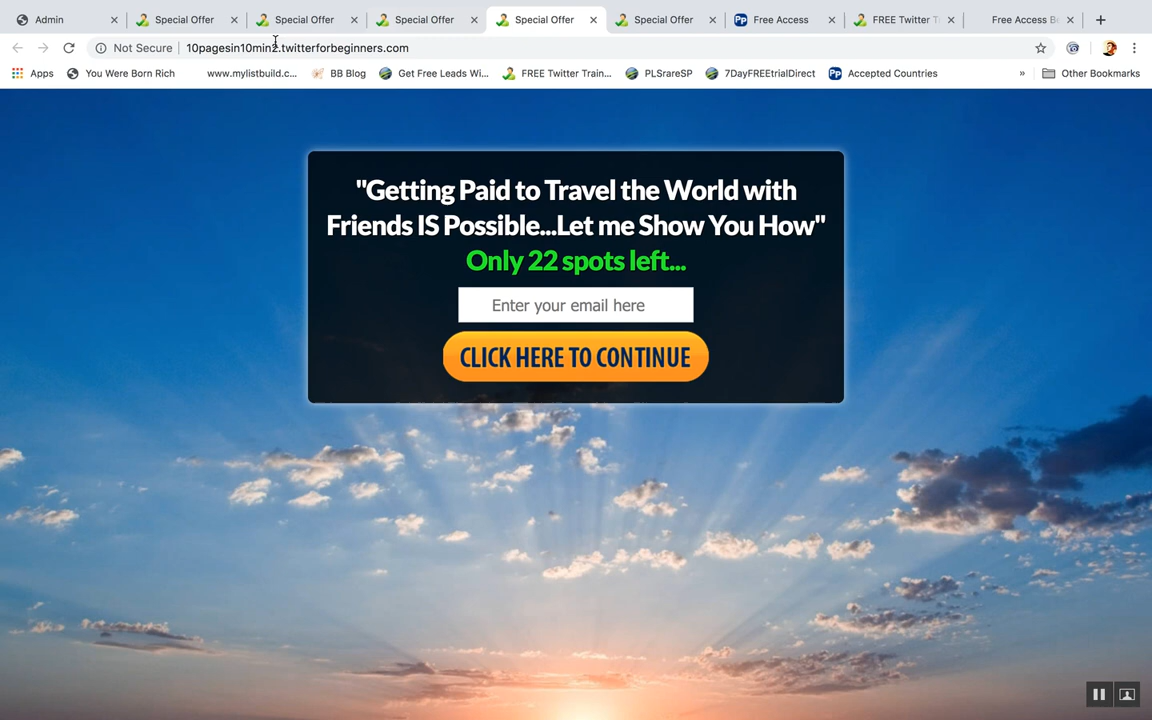 Admin
Special Offer
Special Offer
Special Offer
Special Offer
Special Offer
Free Access
FREE Twitter T
Free Access Be
Not Secure
10pagesin10min2.twitterforbeginners.com
Apps
You Were Born Rich
www.mylistbuild.c...
BB Blog
Get Free Leads Wi...
FREE Twitter Train...
PLSrareSP
7DayFREEtrialDirect
Accepted Countries
»
Other Bookmarks
"Getting Paid to Travel the World with
Friends IS Possible...Let me Show You How"
Only 22 spots left...
Enter your email here
CLICK HERE TO CONTINUE